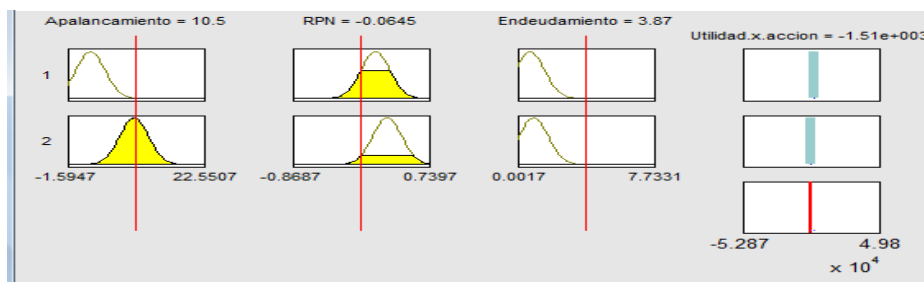 Apalancamiento = 10.5 RPN = -0.0645 Endeudamiento = 3.87
Utilidad.x.accion = -1.51e+003
1
2
-1.5947 22.5507 -0.8687 0.7397 0.0017 7.7331
-5.287 4.98
x 10⁴